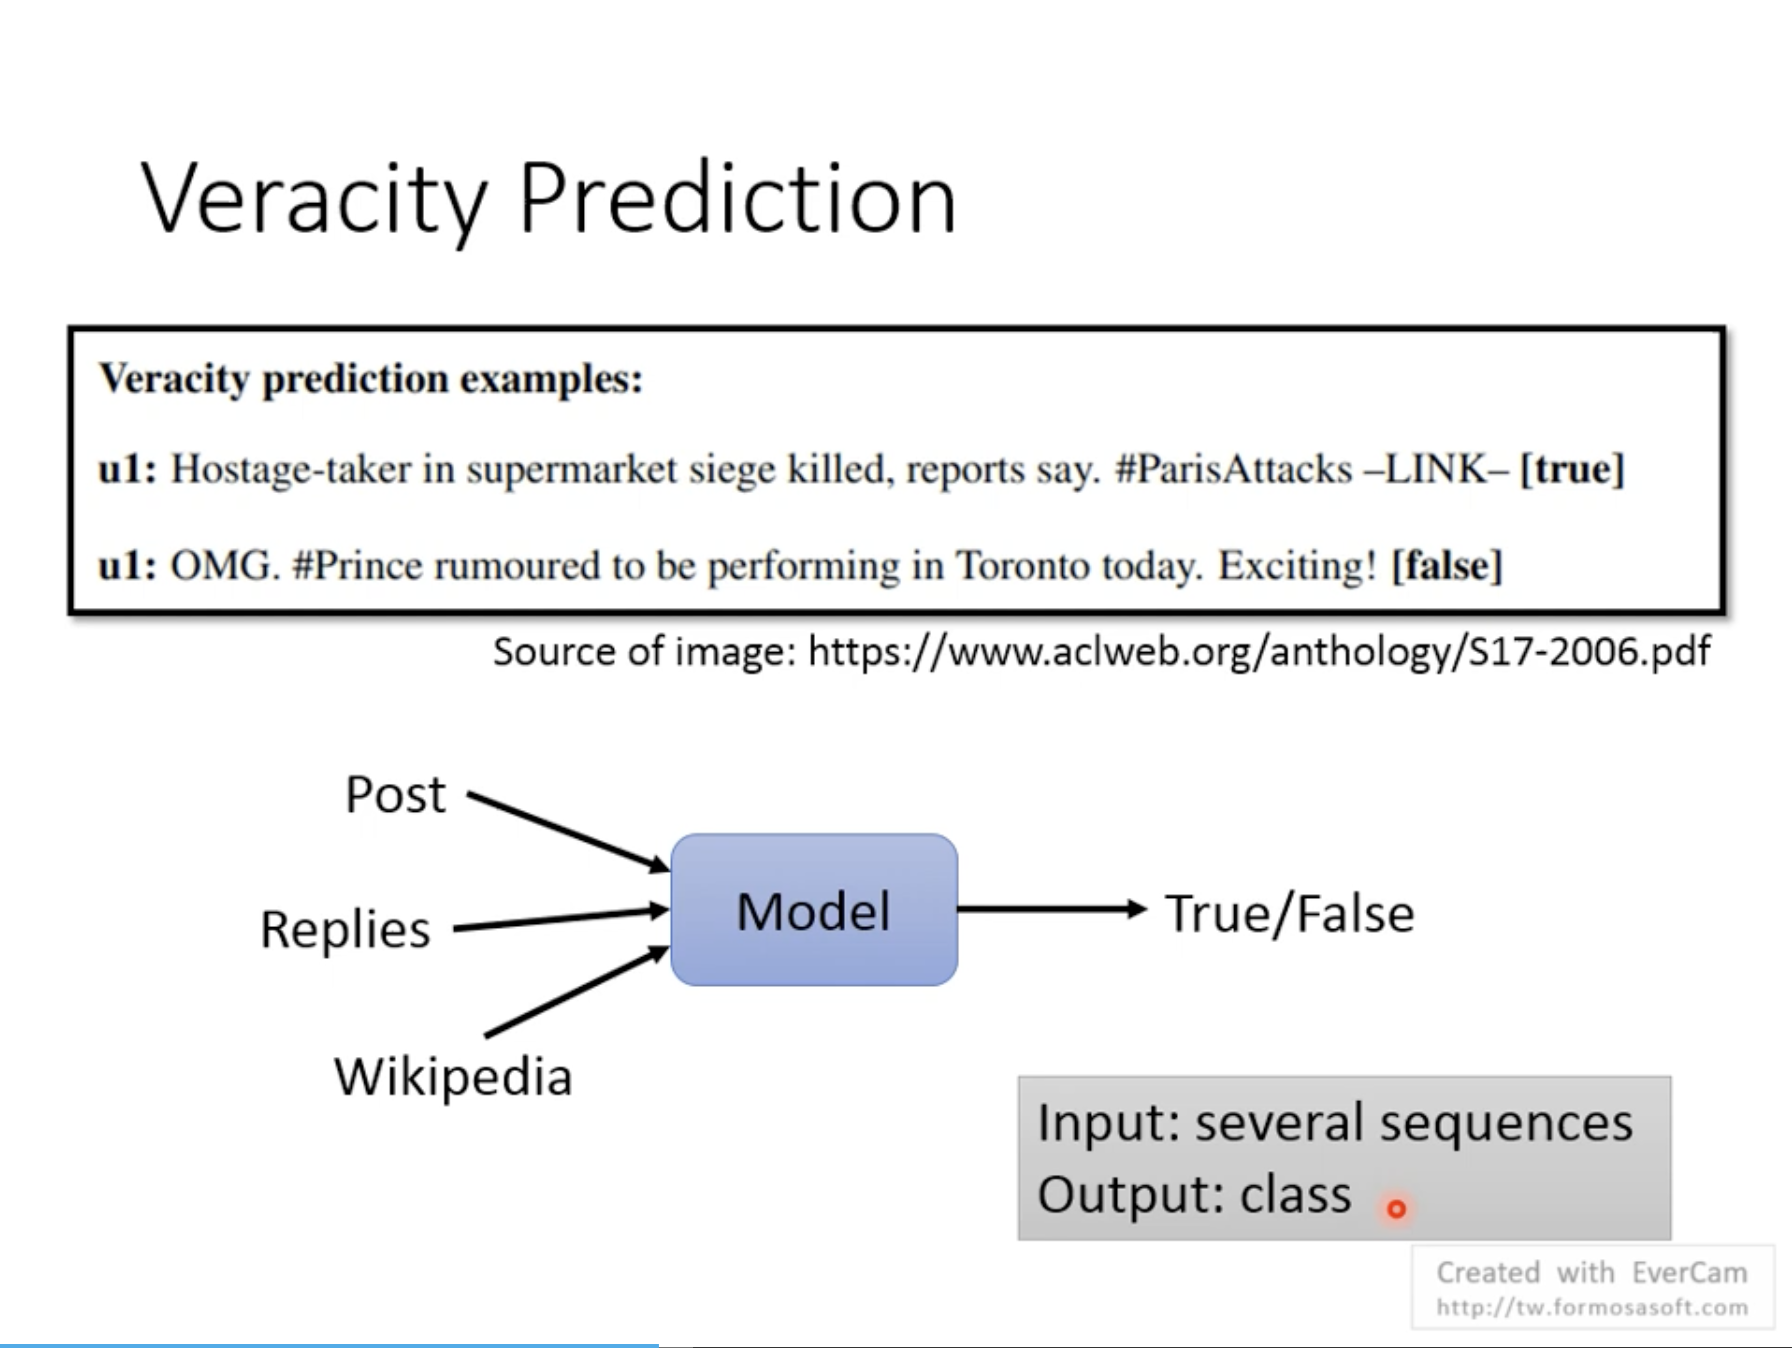 Veracity Prediction
Veracity prediction examples:
u1: Hostage-taker in supermarket siege killed, reports say. #ParisAttacks –LINK– [true]
u1: OMG. #Prince rumoured to be performing in Toronto today. Exciting! [false]
Source of image: https://www.aclweb.org/anthology/S17-2006.pdf
Post
Replies
Model
True/False
Wikipedia
Input: several sequences
Output: class
Created with EverCam
http://tw.formosasoft.com